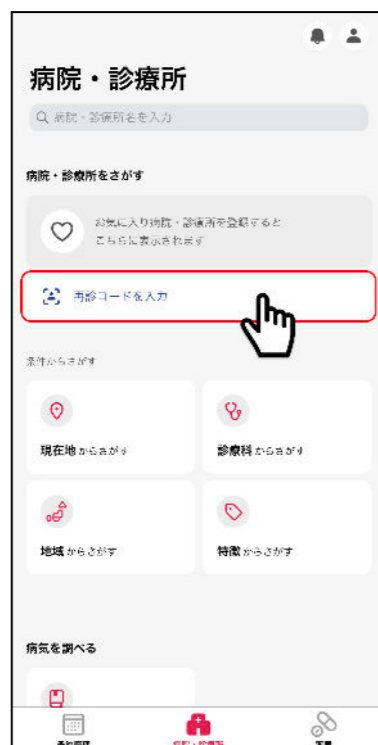 病院・診療所
病院・診療所名を入力
病院・診療所をさがす
お気に入り病院・診療所を登録すると
こちらに表示されます
再診コードを入力
条件からさがす
現在地からさがす
診療科からさがす
地域からさがす
特徴からさがす
病気を調べる
病院・診療所